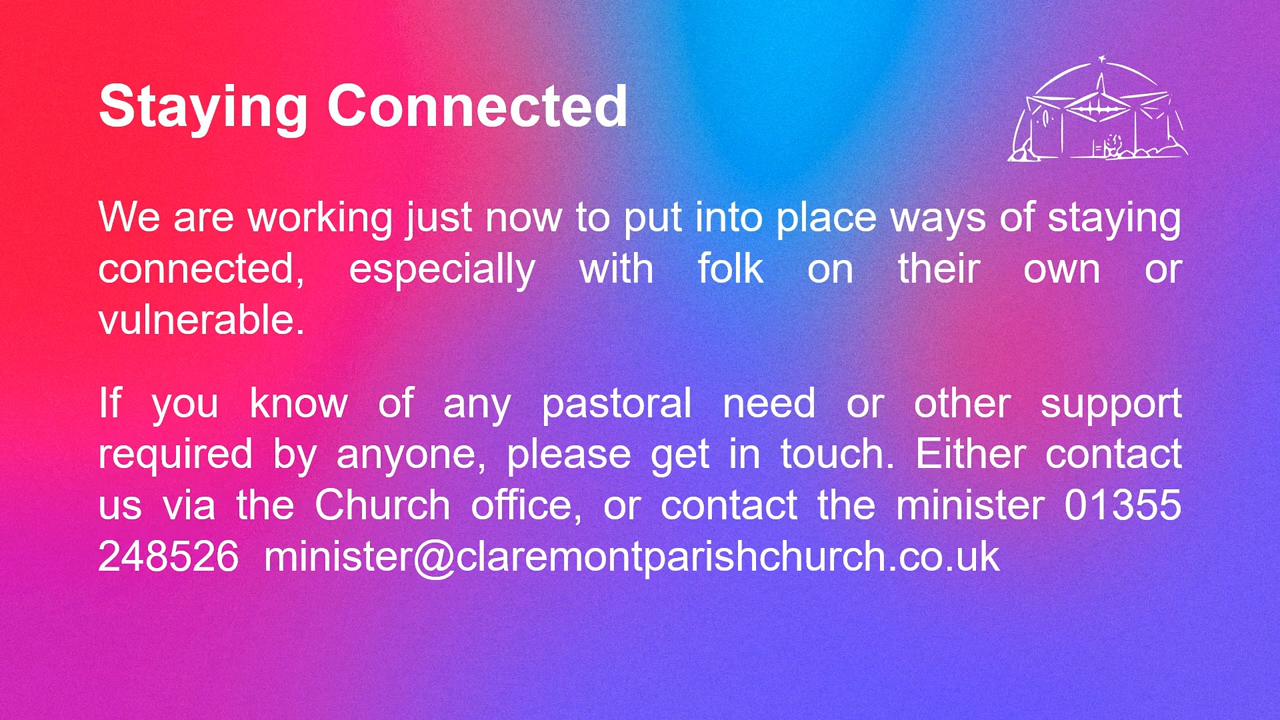 Staying Connected
We are working just now to put into place ways of staying
connected, especially with folk on their own or
vulnerable.
If you know of any pastoral need or other support
required by anyone, please get in touch. Either contact
us via the Church office, or contact the minister 01355
248526 minister@claremontparishchurch.co.uk